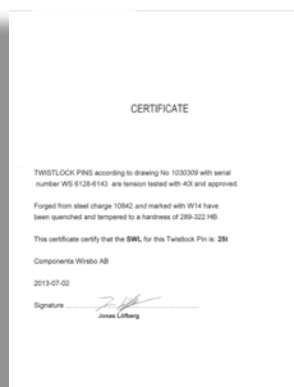 CERTIFICATE
TWISTLOCK PINS according to drawing No 1030309 with serial
number WS 6128-6143 are tension tested with 40t and approved.
Forged from steel charge 10842 and marked with W14 have
been quenched and tempered to a hardness of 269-322 HB.
This certificate certify that the SWL for this Twistlock Pin is: 25t
Componenta Wirsbo AB
2013-07-02
Signature
Jonas Löfberg